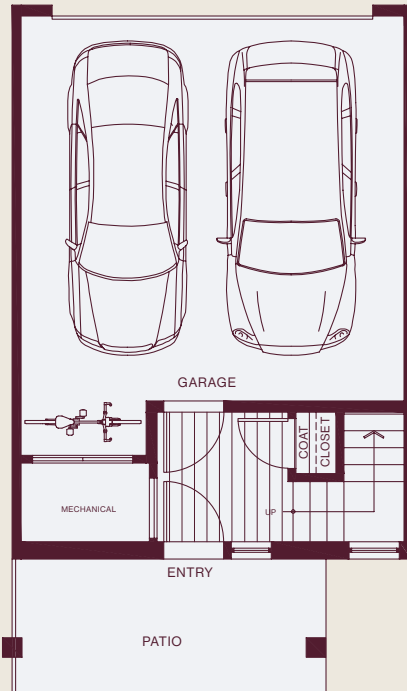 GARAGE
COAT
CLOSET
MECHANICAL
UP
ENTRY
PATIO